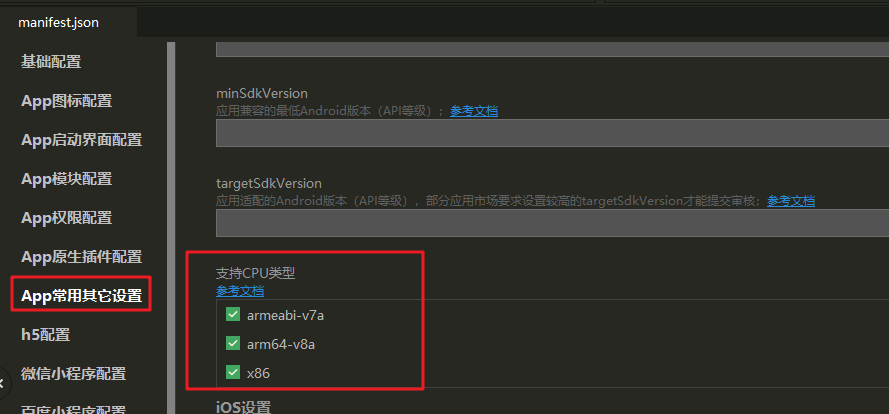 manifest.json
基础配置
App图标配置
App启动界面配置
App模块配置
App权限配置
App原生插件配置
App常用其它设置
h5配置
微信小程序配置
百度小程序配置
minSdkVersion
应用兼容的最低Android版本（API等级）；参考文档
targetSdkVersion
应用适配的Android版本（API等级），部分应用市场要求设置较高的targetSdkVersion才能提交审核；参考文档
支持CPU类型
参考文档
armeabi-v7a
arm64-v8a
x86
iOS设置